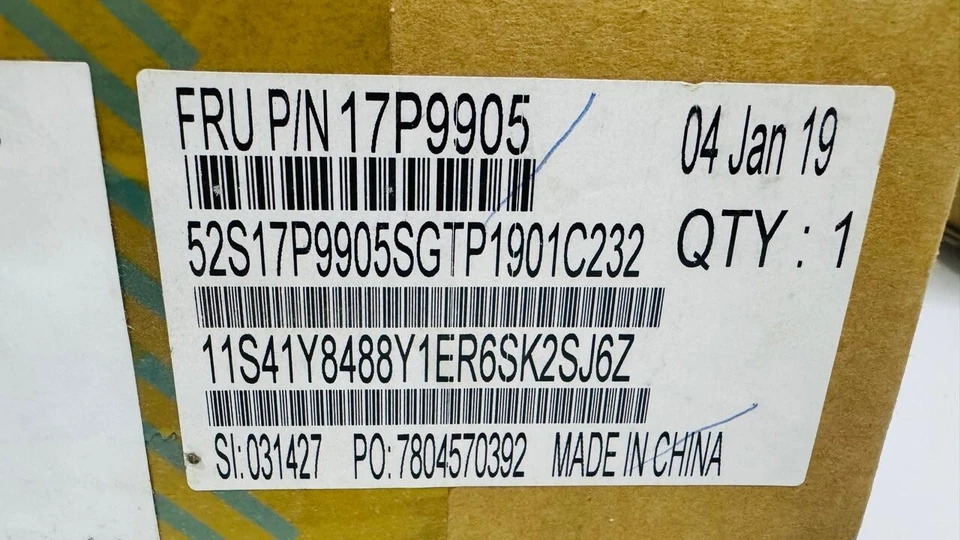 FRU P/N 17P9905
04 Jan 19
52S17P9905SGTP1901C232
QTY : 1
11S41Y8488Y1ER6SK2SJ6Z
SI: 031427 PO: 7804570392 MADE IN CHINA